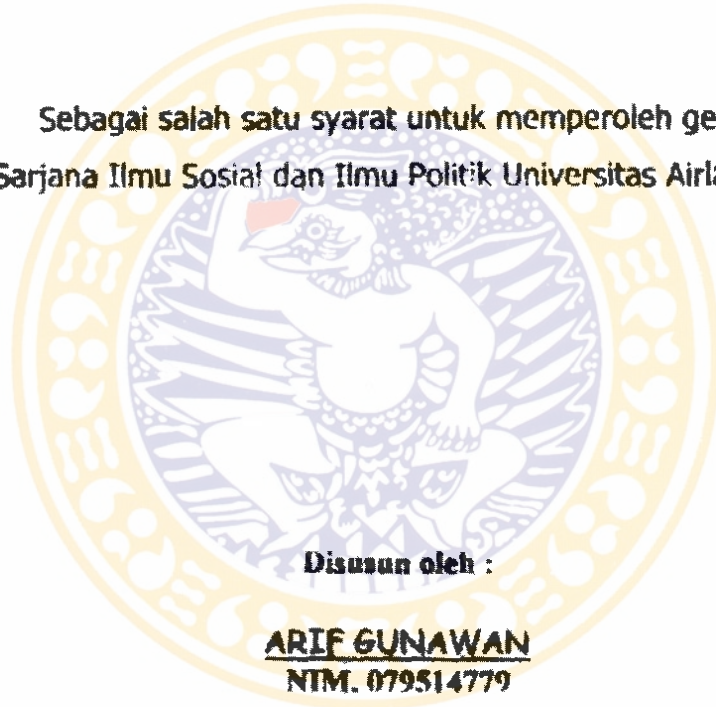 Sebagai salah satu syarat untuk memperoleh ge
Sarjana Ilmu Sosial dan Ilmu Politik Universitas Airla
Disusun oleh :
ARIF GUNAWAN
NIM. 079514779